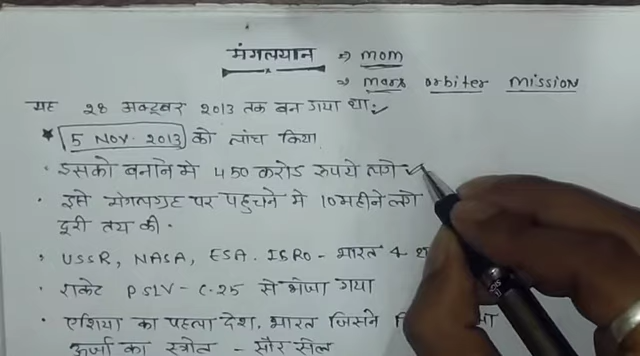 मंगलयान → MOM
→ Mars orbiter mission
यह 28 अक्टूबर 2013 तक बन गया था।
* 5 NOV. 2013 को लांच किया.
• इसको बनाने मे 450 करोड रुपये लगे
• इसे मंगलग्रह पर पहुचने मे 10 महीने लगे
दूरी तय की.
• USSR, NASA, ESA. ISRO - भारत 4
• राकेट PSLV - C.25 से भेजा गया
• एशिया का पहला देश. भारत जिसने
ऊर्जा का स्त्रोत - सौर सेल